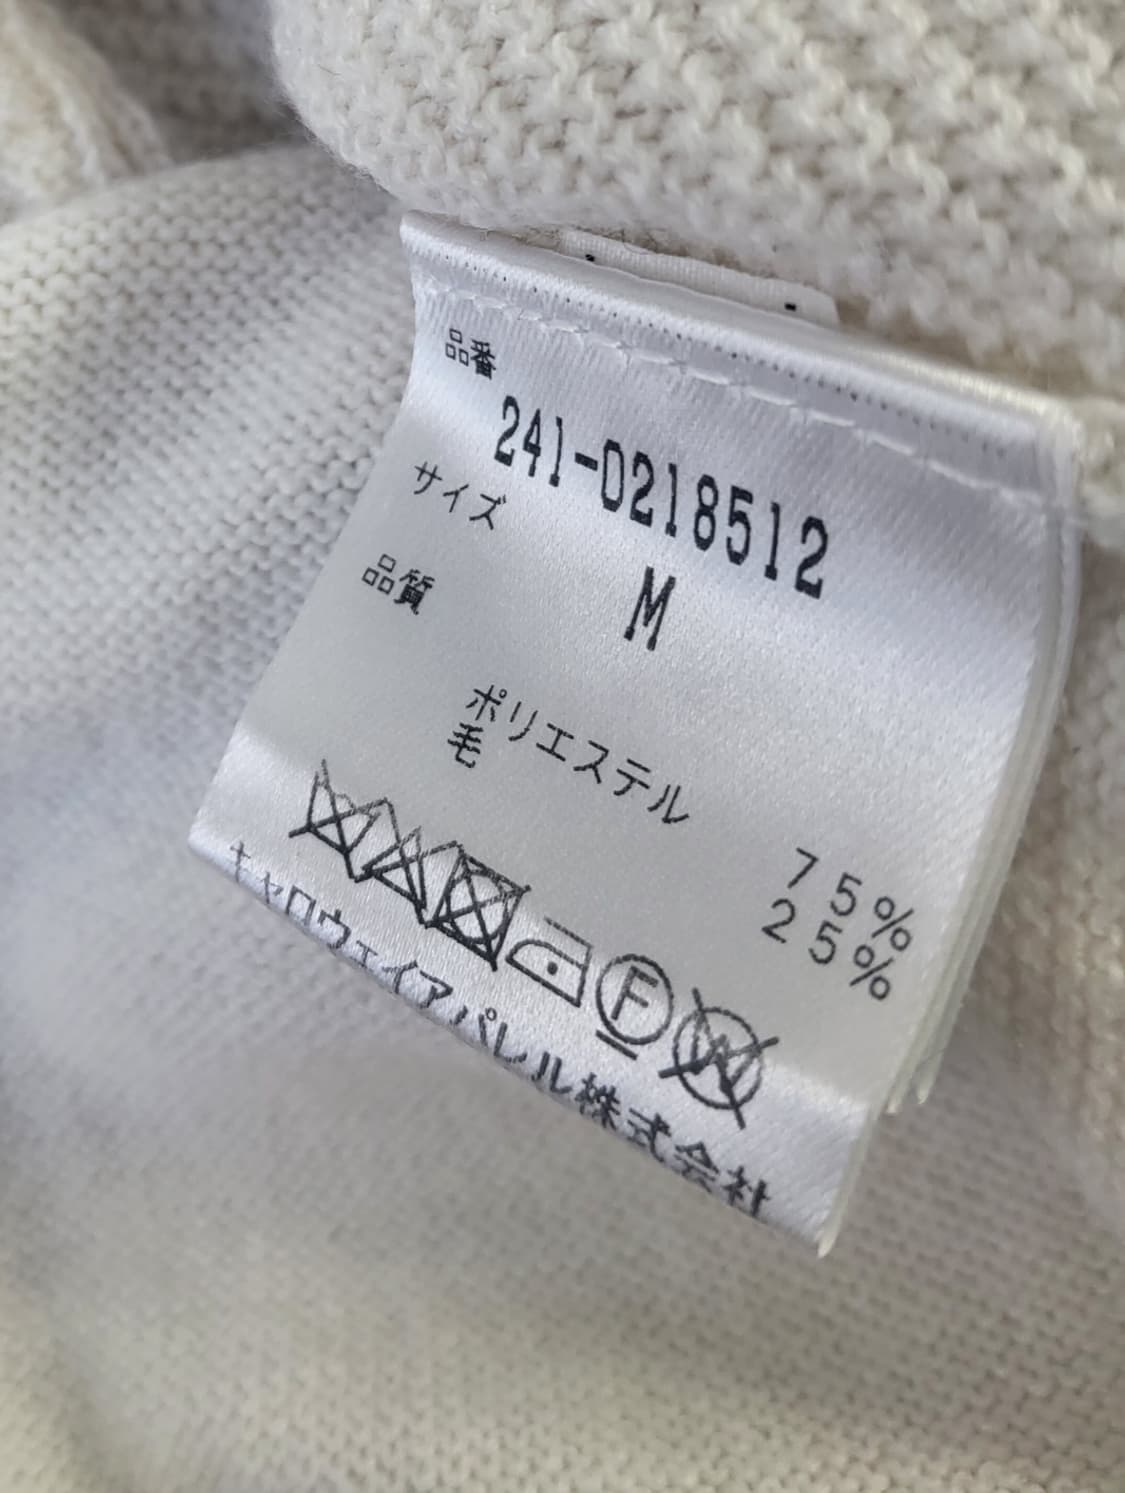 品番
241-0218512
サイズ
M
品質
ポリエステル 75%
毛 25%
F
W
キャロウェイアパレル株式会社